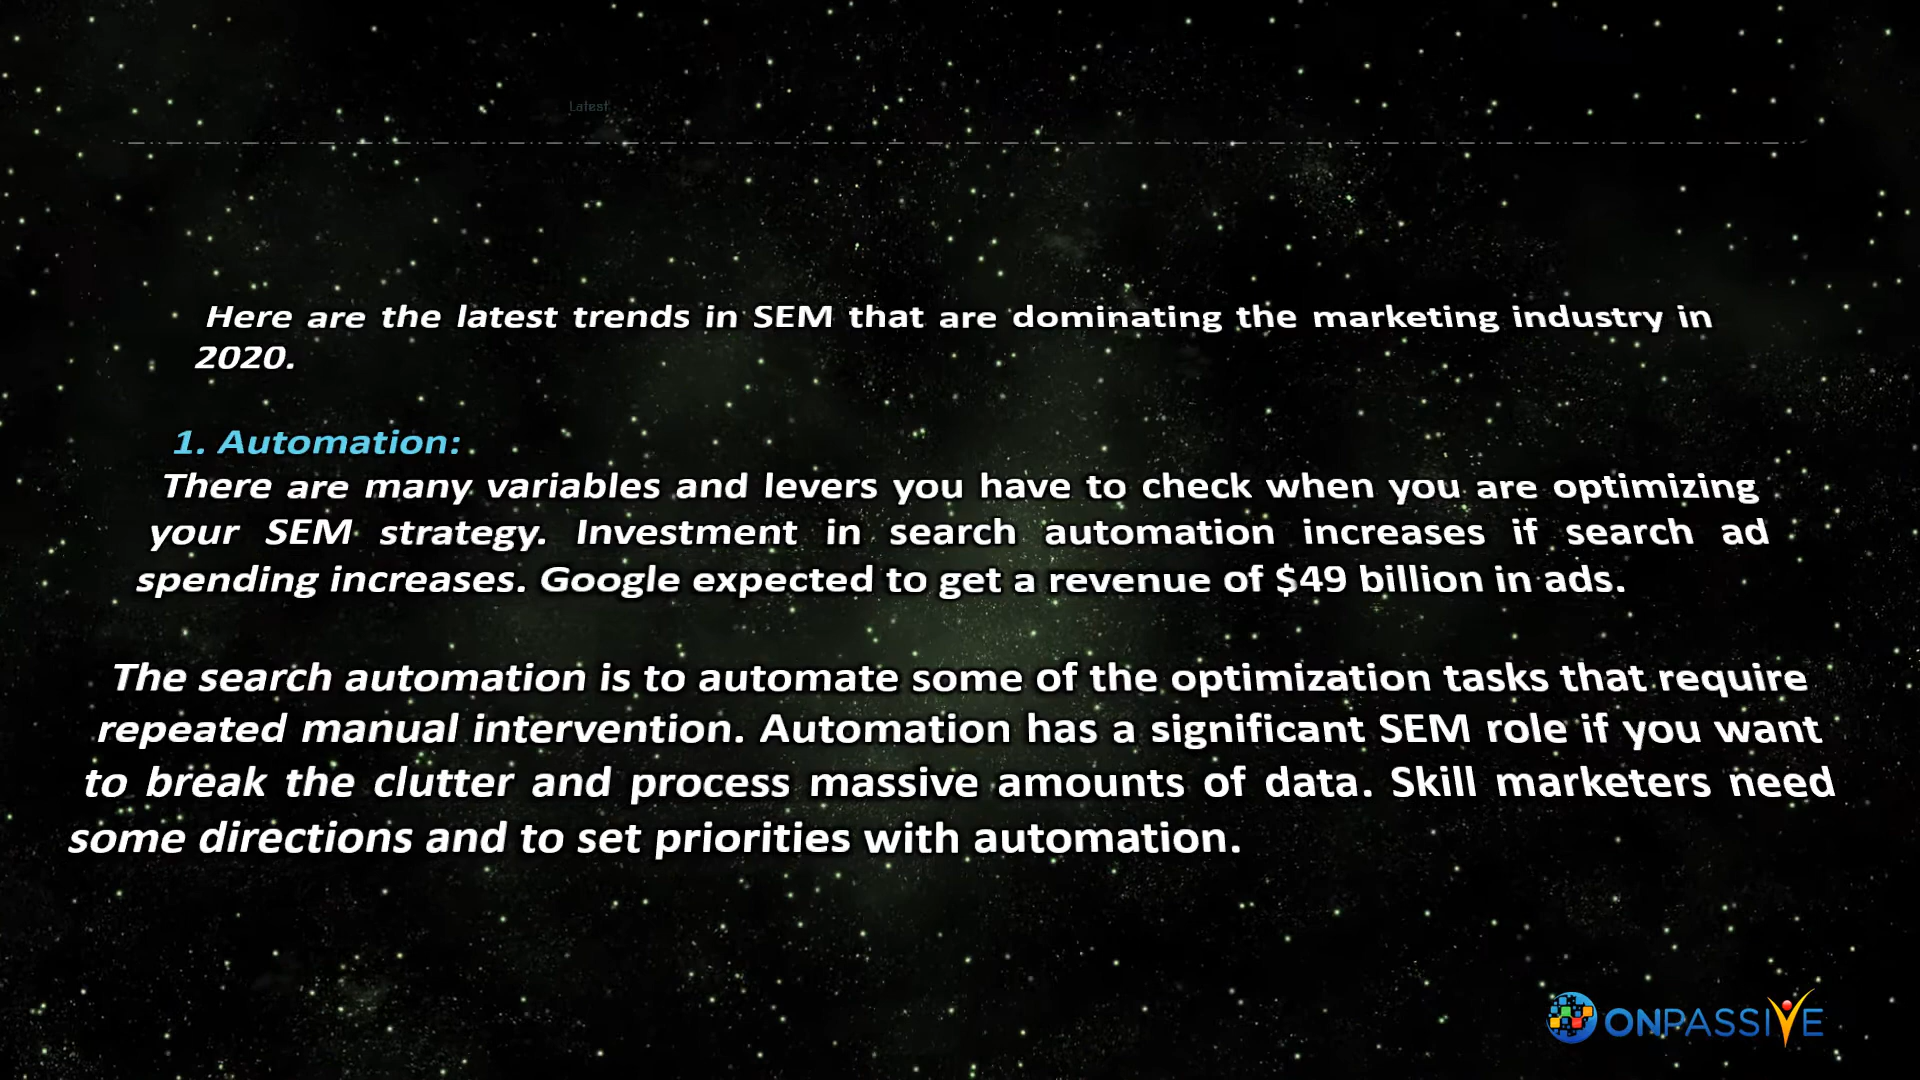 Latest
Here are the latest trends in SEM that are dominating the marketing industry in
2020.
1. Automation:
There are many variables and levers you have to check when you are optimizing
your SEM strategy. Investment in search automation increases if search ad
spending increases. Google expected to get a revenue of $49 billion in ads.
The search automation is to automate some of the optimization tasks that require
repeated manual intervention. Automation has a significant SEM role if you want
to break the clutter and process massive amounts of data. Skill marketers need
some directions and to set priorities with automation.
ONPASSIVE